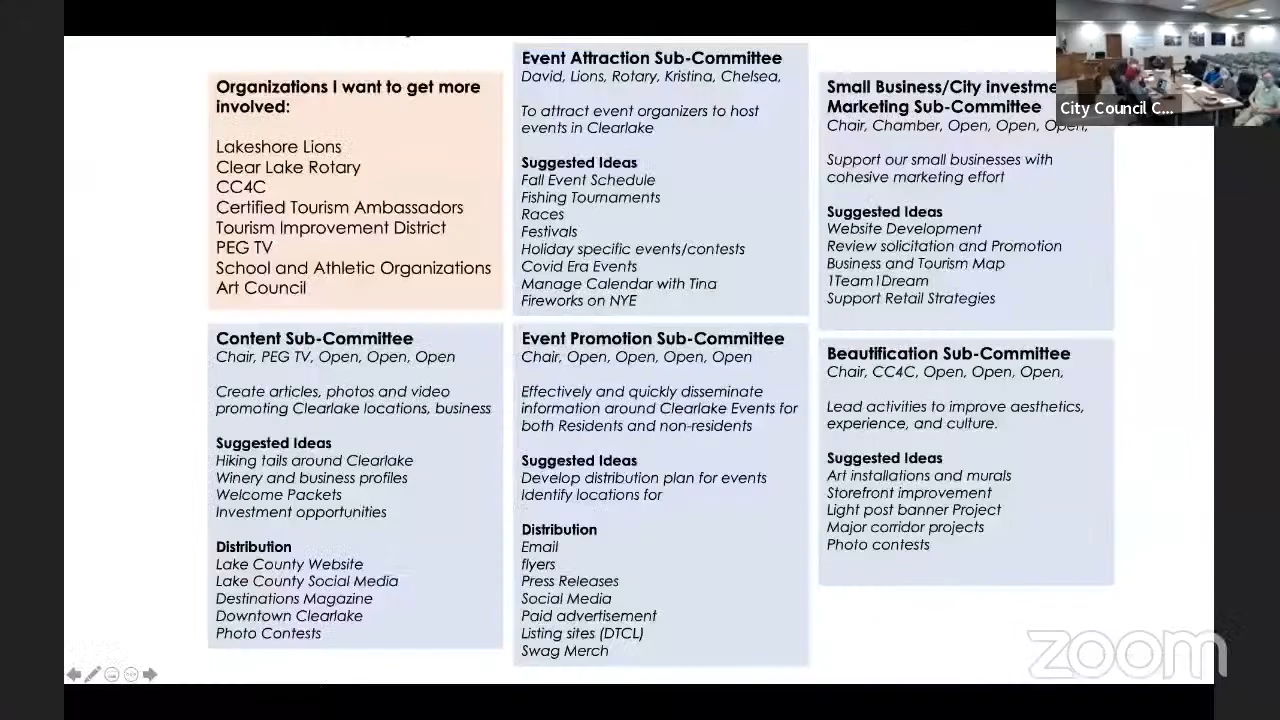 Organizations I want to get more
involved:
Lakeshore Lions
Clear Lake Rotary
CC4C
Certified Tourism Ambassadors
Tourism Improvement District
PEG TV
School and Athletic Organizations
Art Council
Event Attraction Sub-Committee
David, Lions, Rotary, Kristina, Chelsea,
To attract event organizers to host
events in Clearlake
Suggested Ideas
Fall Event Schedule
Fishing Tournaments
Races
Festivals
Holiday specific events/contests
Covid Era Events
Manage Calendar with Tina
Fireworks on NYE
Small Business/City investme
Marketing Sub-Committee
Chair, Chamber, Open, Open, Open,
Support our small businesses with
cohesive marketing effort
Suggested Ideas
Website Development
Review solicitation and Promotion
Business and Tourism Map
1Team1Dream
Support Retail Strategies
City Council C...
Content Sub-Committee
Chair, PEG TV, Open, Open, Open
Create articles, photos and video
promoting Clearlake locations, business
Suggested Ideas
Hiking tails around Clearlake
Winery and business profiles
Welcome Packets
Investment opportunities
Distribution
Lake County Website
Lake County Social Media
Destinations Magazine
Downtown Clearlake
Photo Contests
Event Promotion Sub-Committee
Chair, Open, Open, Open, Open
Effectively and quickly disseminate
information around Clearlake Events for
both Residents and non-residents
Suggested Ideas
Develop distribution plan for events
Identify locations for
Distribution
Email
flyers
Press Releases
Social Media
Paid advertisement
Listing sites (DTCL)
Swag Merch
Beautification Sub-Committee
Chair, CC4C, Open, Open, Open,
Lead activities to improve aesthetics,
experience, and culture.
Suggested Ideas
Art installations and murals
Storefront improvement
Light post banner Project
Major corridor projects
Photo contests
zoom